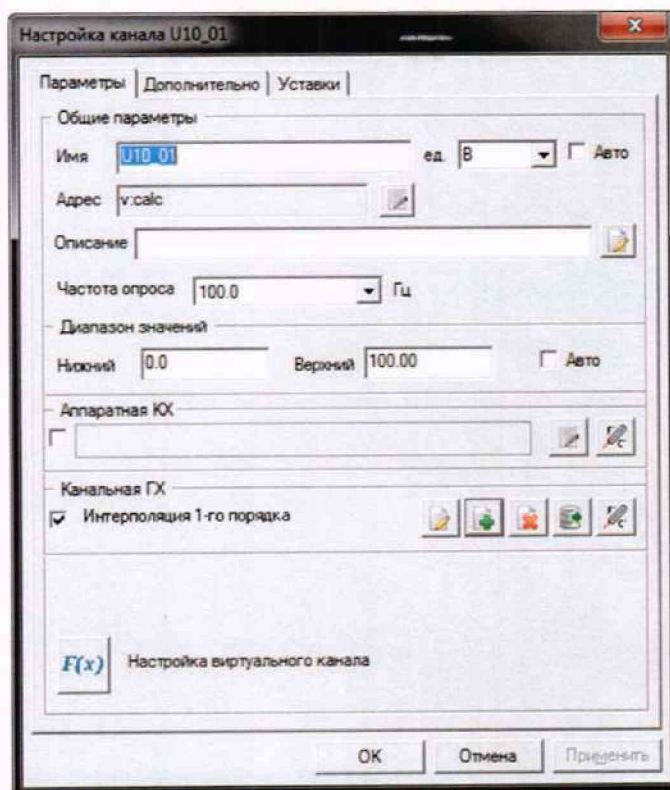 Настройка канала U10_01
Параметры Дополнительно Уставки
Общие параметры
Имя U10_01 ед. В Авто
Адрес v:calc
Описание
Частота опроса 100.0 Гц
Диапазон значений
Нижний 0.0 Верхний 100.00 Авто
Аппаратная КХ
Канальная ГХ
Интерполяция 1-го порядка
F(x) Настройка виртуального канала
ОК Отмена Применить